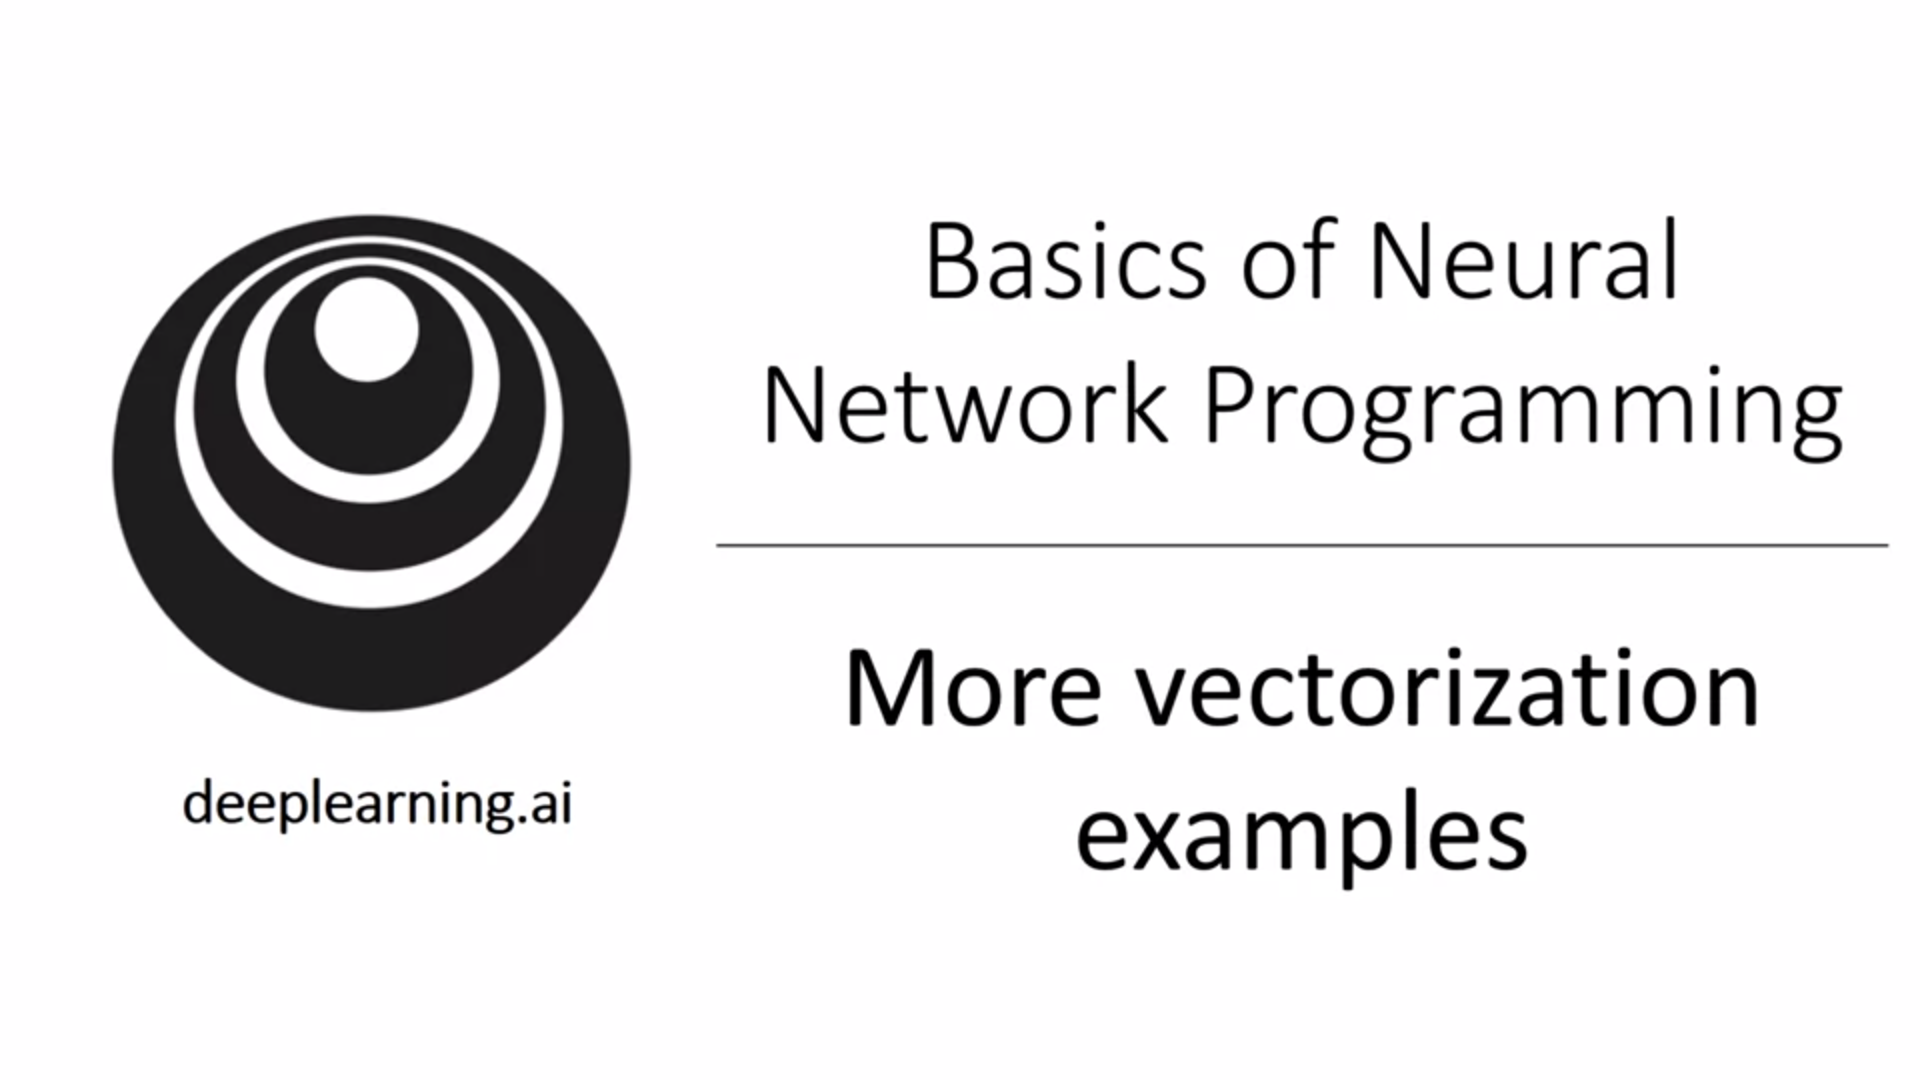 Basics of Neural
Network Programming
More vectorization
examples
deeplearning.ai